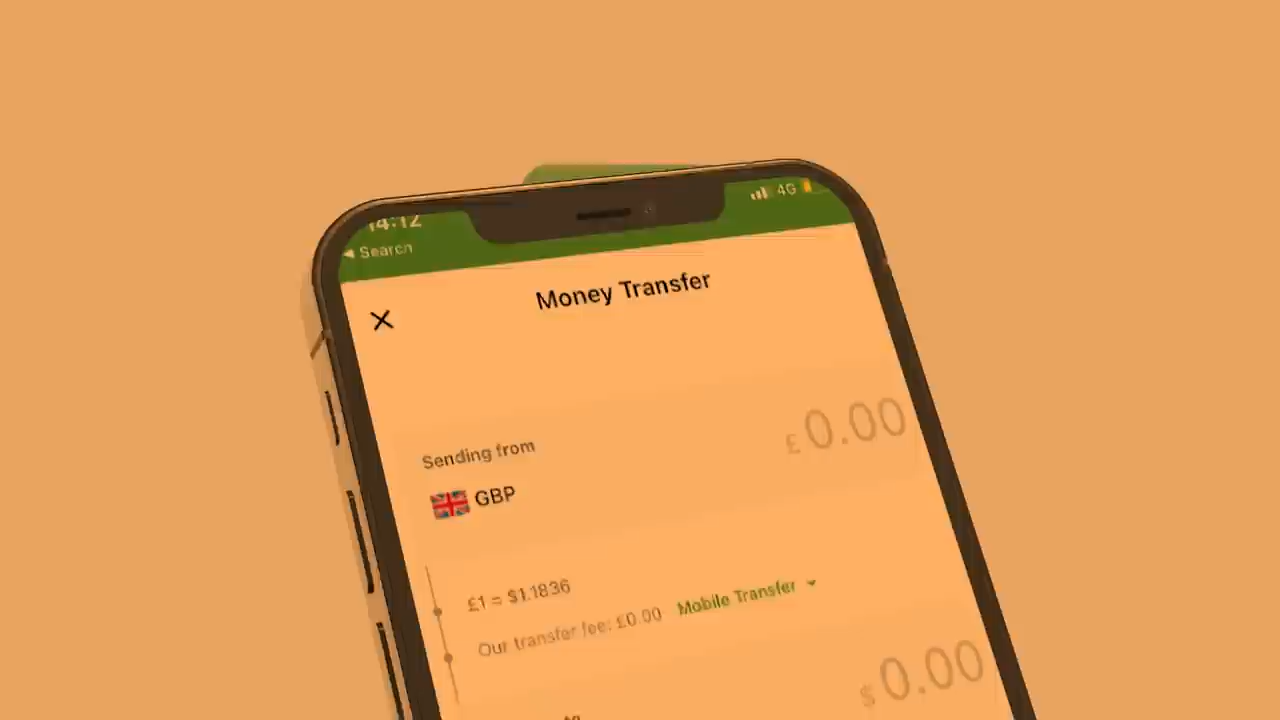 14:12
4G
◀ Search
Money Transfer
£0.00
Sending from
GBP
£1 = $1.1836
Our transfer fee: £0.00 Mobile Transfer
$0.00